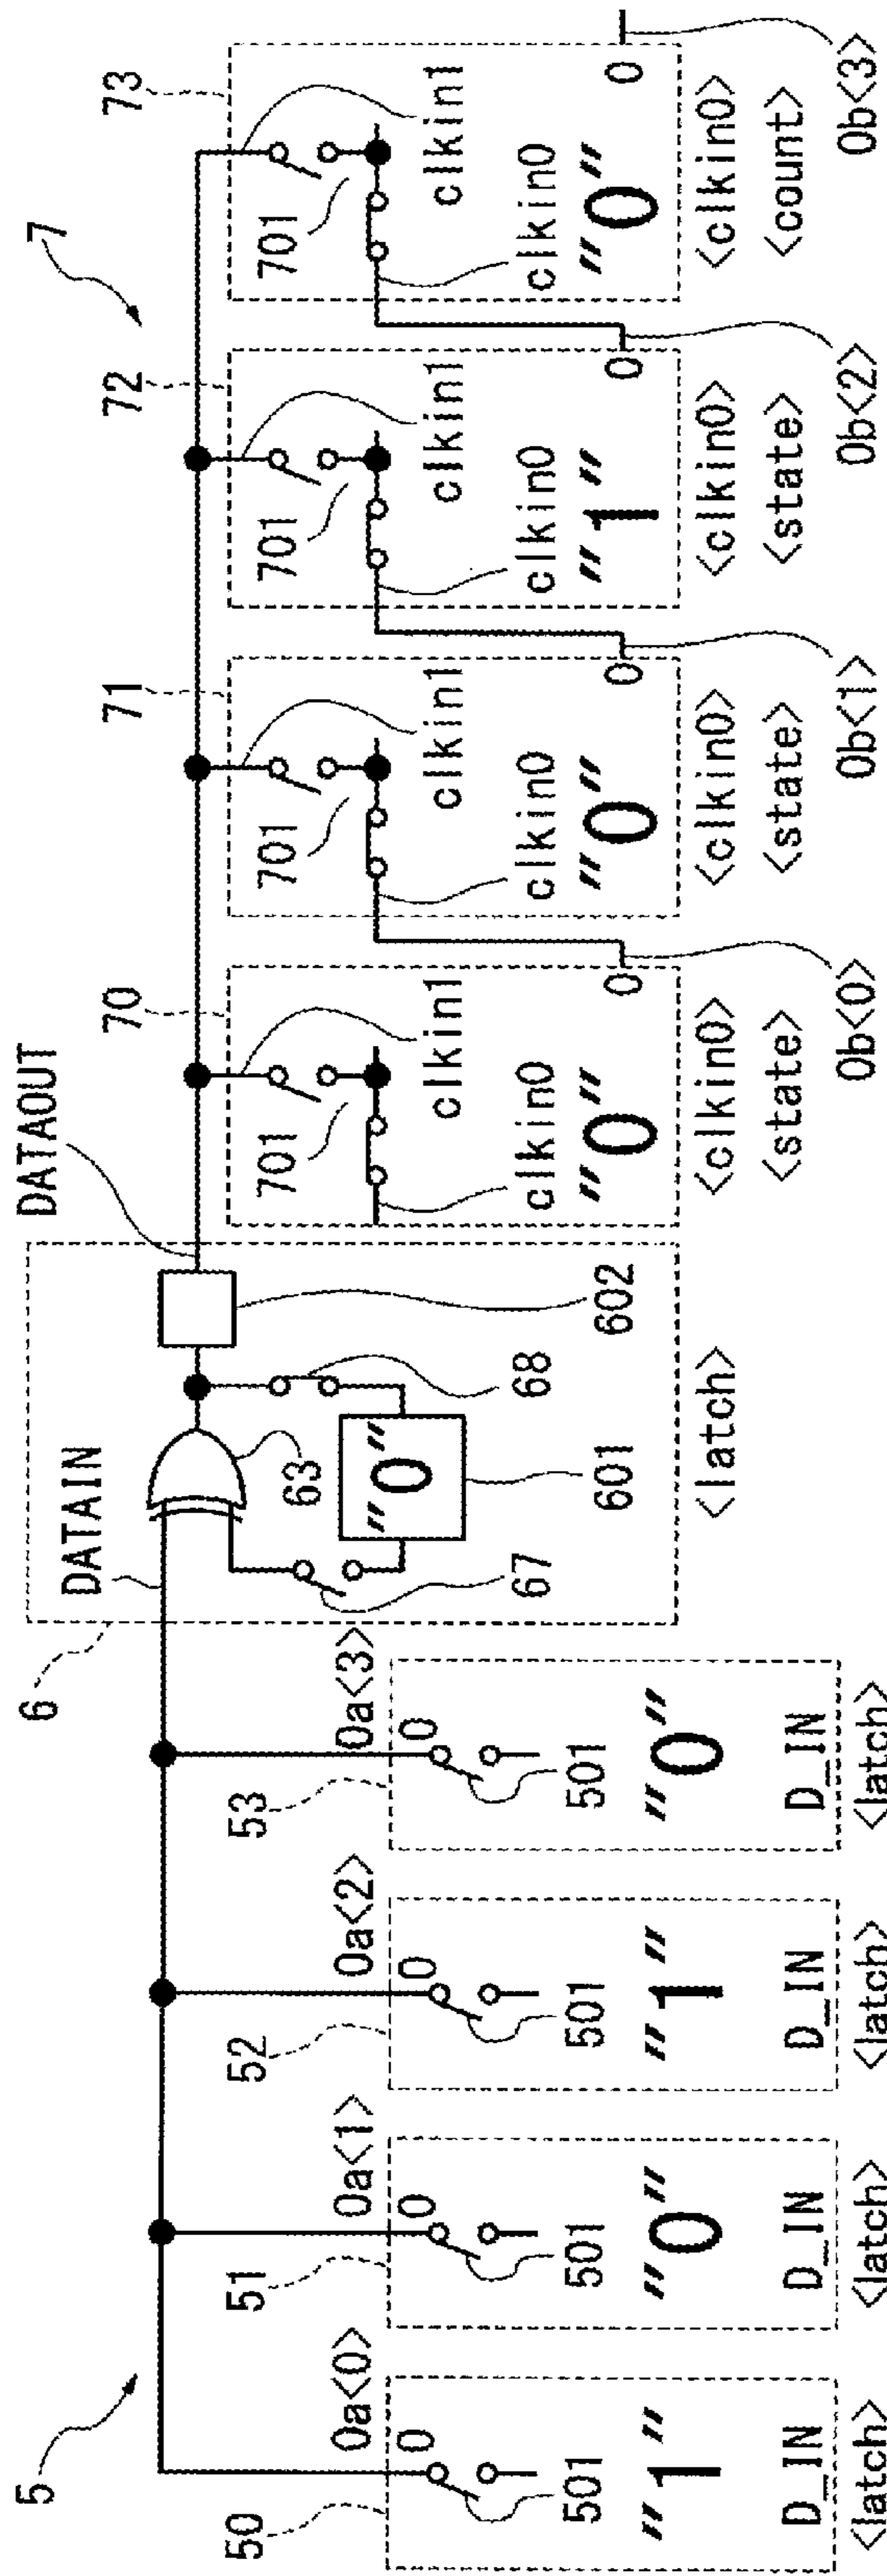 7
DATAOUT
70
71
72
73
6
DATAIN
5
63
602
68
67
"0"
601
<latch>
701
701
701
701
clkin1
clkin1
clkin1
clkin1
clkin0
clkin0
clkin0
clkin0
"0"
"0"
"1"
"0"
0
0
0
0
<clkin0>
<clkin0>
<clkin0>
<clkin0>
<state>
<state>
<state>
<count>
0b<0>
0b<1>
0b<2>
0b<3>
0a<0>
0a<1>
0a<2>
0a<3>
50
51
52
53
0
0
0
0
501
501
501
501
"1"
"0"
"1"
"0"
D_IN
D_IN
D_IN
D_IN
<latch>
<latch>
<latch>
<latch>